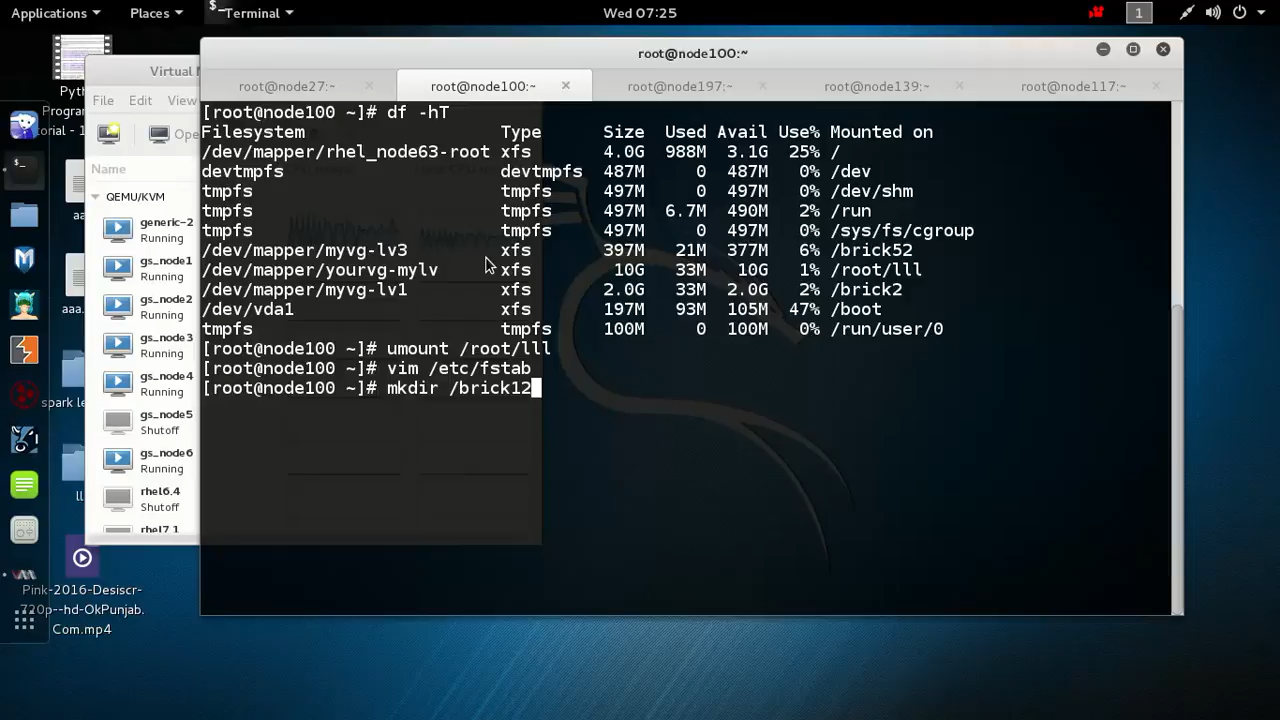 Applications Places Terminal Wed 07:25 1
root@node100:~
Virtual
root@node27:~ root@node100:~ root@node197:~ root@node139:~ root@node117:~
File Edit View
Name
QEMU/KVM
generic-2
Running
gs_node1
Running
gs_node2
Running
gs_node3
Running
gs_node4
Running
gs_node5
Shutoff
gs_node6
Running
rhel6.4
Shutoff
rhel7.1
[root@node100 ~]# df -hT
Filesystem Type Size Used Avail Use% Mounted on
/dev/mapper/rhel_node63-root xfs 4.0G 988M 3.1G 25% /
devtmpfs devtmpfs 487M 0 487M 0% /dev
tmpfs tmpfs 497M 0 497M 0% /dev/shm
tmpfs tmpfs 497M 6.7M 490M 2% /run
tmpfs tmpfs 497M 0 497M 0% /sys/fs/cgroup
/dev/mapper/myvg-lv3 xfs 397M 21M 377M 6% /brick52
/dev/mapper/yourvg-mylv xfs 10G 33M 10G 1% /root/lll
/dev/mapper/myvg-lv1 xfs 2.0G 33M 2.0G 2% /brick2
/dev/vda1 xfs 197M 93M 105M 47% /boot
tmpfs tmpfs 100M 0 100M 0% /run/user/0
[root@node100 ~]# umount /root/lll
[root@node100 ~]# vim /etc/fstab
[root@node100 ~]# mkdir /brick12
Pink-2016-Desiscr-
720p--hd-OkPunjab.
Com.mp4